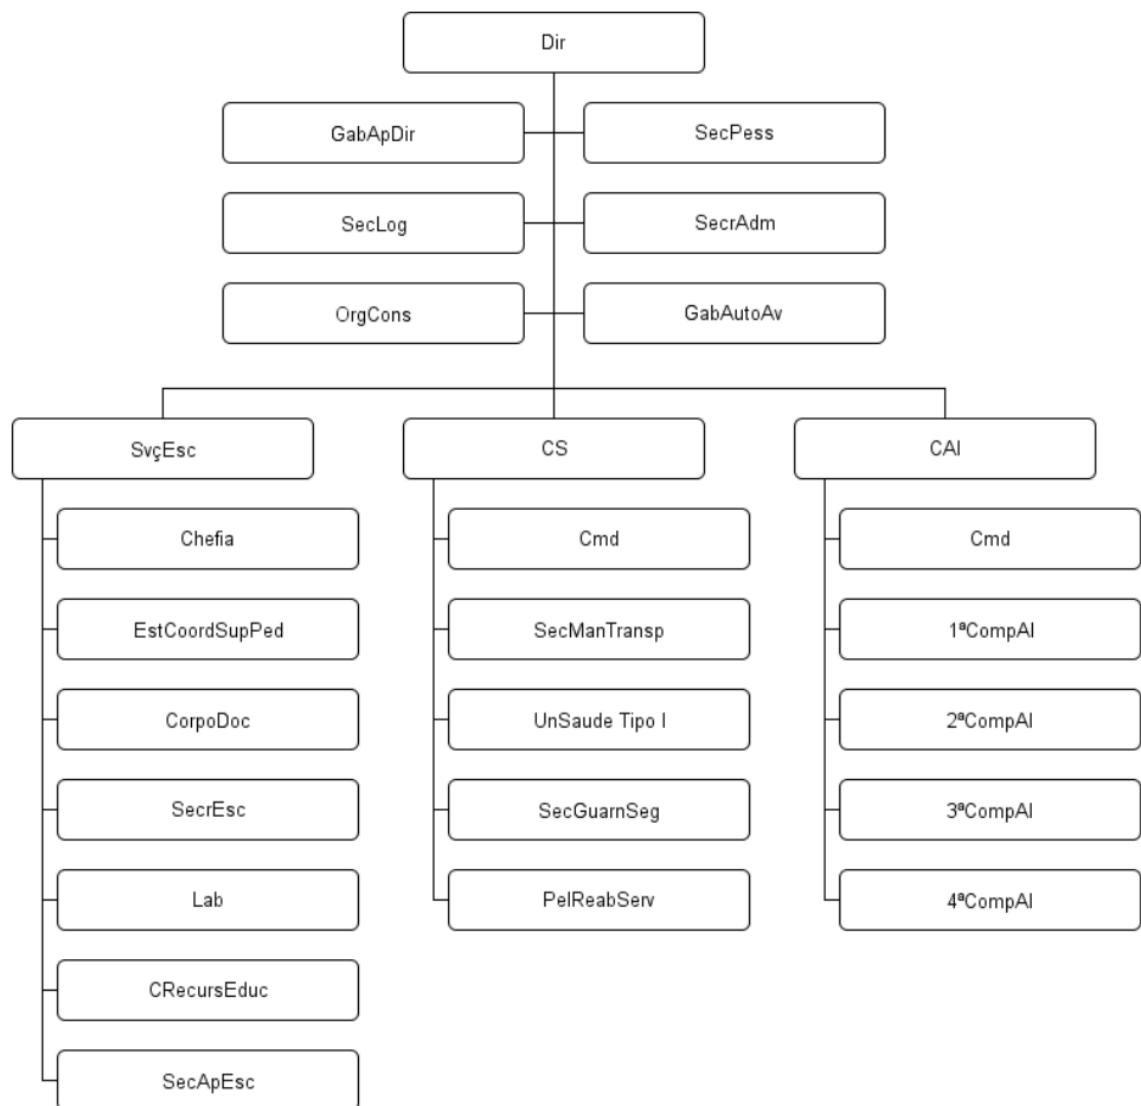 Dir
GabApDir
SecPess
SecLog
SecrAdm
OrgCons
GabAutoAv
SvçEsc
CS
CAl
Chefia
Cmd
Cmd
EstCoordSupPed
SecManTransp
1ªCompAl
CorpoDoc
UnSaude Tipo I
2ªCompAl
SecrEsc
SecGuarnSeg
3ªCompAl
Lab
PelReabServ
4ªCompAl
CRecursEduc
SecApEsc